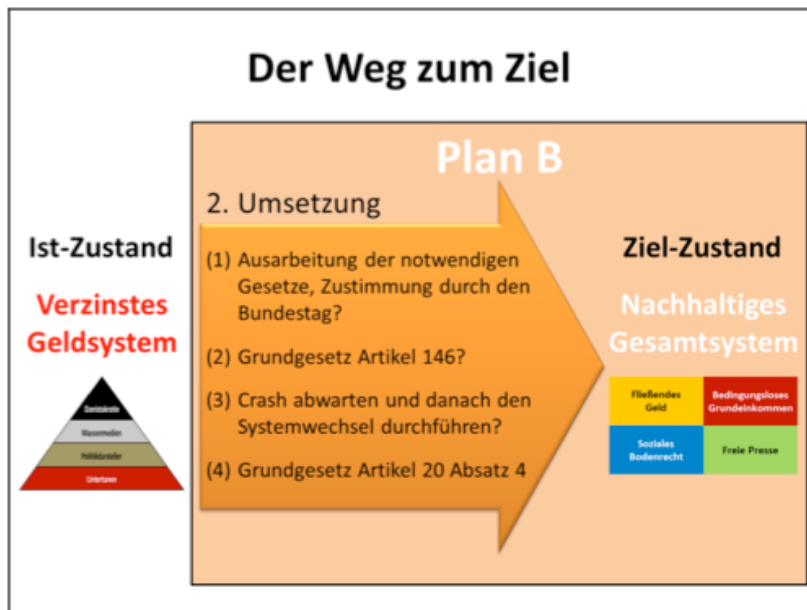 Der Weg zum Ziel
Plan B
2. Umsetzung
Ist-Zustand
Verzinstes
Geldsystem
Massenmedien
Politikdarsteller
Untertanen
(1) Ausarbeitung der notwendigen
Gesetze, Zustimmung durch den
Bundestag?
(2) Grundgesetz Artikel 146?
(3) Crash abwarten und danach den
Systemwechsel durchführen?
(4) Grundgesetz Artikel 20 Absatz 4
Ziel-Zustand
Nachhaltiges
Gesamtsystem
Fließendes
Geld
Bedingungsloses
Grundeinkommen
Soziales
Bodenrecht
Freie Presse